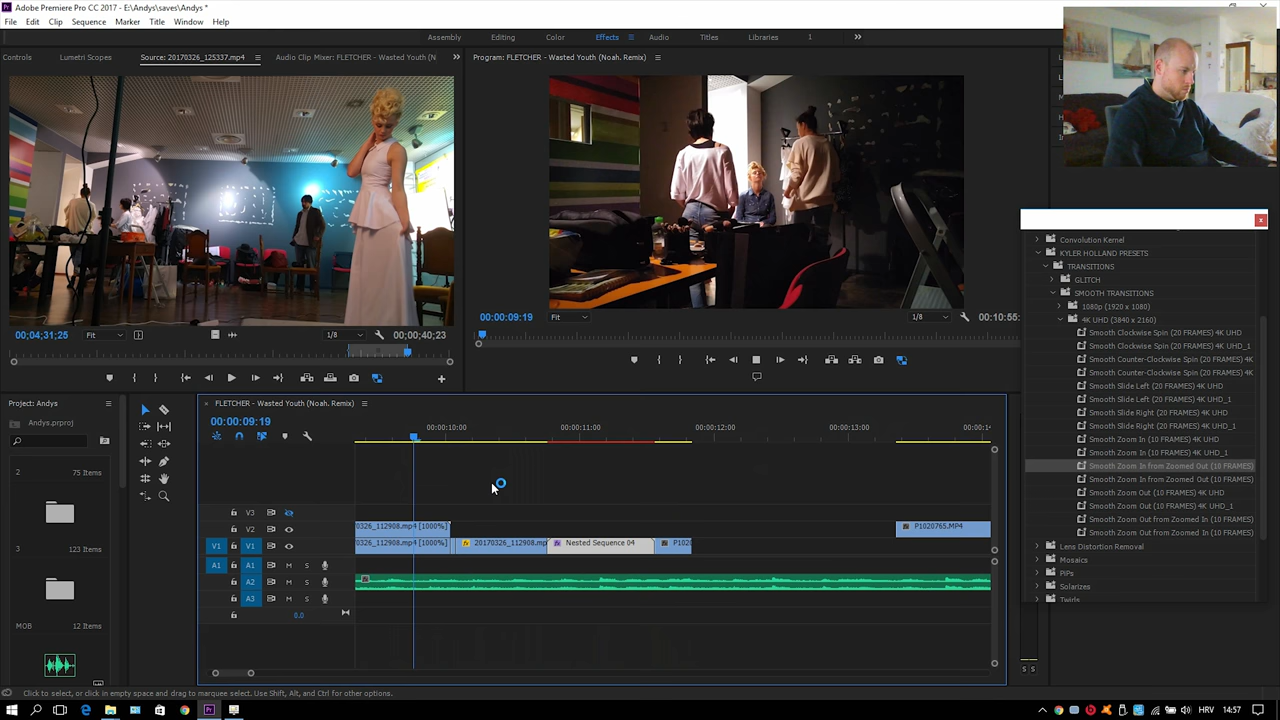 Adobe Premiere Pro CC 2017 - E:\Andys\saves\Andys *
File Edit Clip Sequence Marker Title Window Help
Assembly Editing Color Effects Audio Titles Libraries 1
Controls Lumetri Scopes Source: 20170326_125337.mp4 Audio Clip Mixer: FLETCHER - Wasted Youth (N
Program: FLETCHER - Wasted Youth (Noah. Remix)
00;04;31;25 Fit 1/8 00;00;40;23
00:00:09:19 Fit 1/8 00:10:55:
Convolution Kernel
KYLER HOLLAND PRESETS
TRANSITIONS
GLITCH
SMOOTH TRANSITIONS
1080p (1920 x 1080)
4K UHD (3840 x 2160)
Smooth Clockwise Spin (20 FRAMES) 4K UHD
Smooth Clockwise Spin (20 FRAMES) 4K UHD_1
Smooth Counter-Clockwise Spin (20 FRAMES) 4K
Smooth Counter-Clockwise Spin (20 FRAMES) 4K
Smooth Slide Left (20 FRAMES) 4K UHD
Smooth Slide Left (20 FRAMES) 4K UHD_1
Smooth Slide Right (20 FRAMES) 4K UHD
Smooth Slide Right (20 FRAMES) 4K UHD_1
Smooth Zoom In (10 FRAMES) 4K UHD
Smooth Zoom In (10 FRAMES) 4K UHD_1
Smooth Zoom In from Zoomed Out (10 FRAMES)
Smooth Zoom In from Zoomed Out (10 FRAMES)
Smooth Zoom Out (10 FRAMES) 4K UHD
Smooth Zoom Out (10 FRAMES) 4K UHD_1
Smooth Zoom Out from Zoomed In (10 FRAMES)
Smooth Zoom Out from Zoomed In (10 FRAMES)
Lens Distortion Removal
Mosaics
PiPs
Solarizes
Twirls
Project: Andys
Andys.prproj
2 75 Items
3 123 Items
MOB 12 Items
FLETCHER - Wasted Youth (Noah. Remix)
00:00:09:19
00:00:10:00 00:00:11:00 00:00:12:00 00:00:13:00 00:00:14
V3
V2 0326_112908.mp4 [1000%] P1020765.MP4
V1 V1 0326_112908.mp4 [1000%] 20170326_112908.mp Nested Sequence 04 P102
A1 A1 M S
A2 M S
A3 M S
0.0
S S
Click to select, or click in empty space and drag to marquee select. Use Shift, Alt, and Ctrl for other options.
HRV 14:57